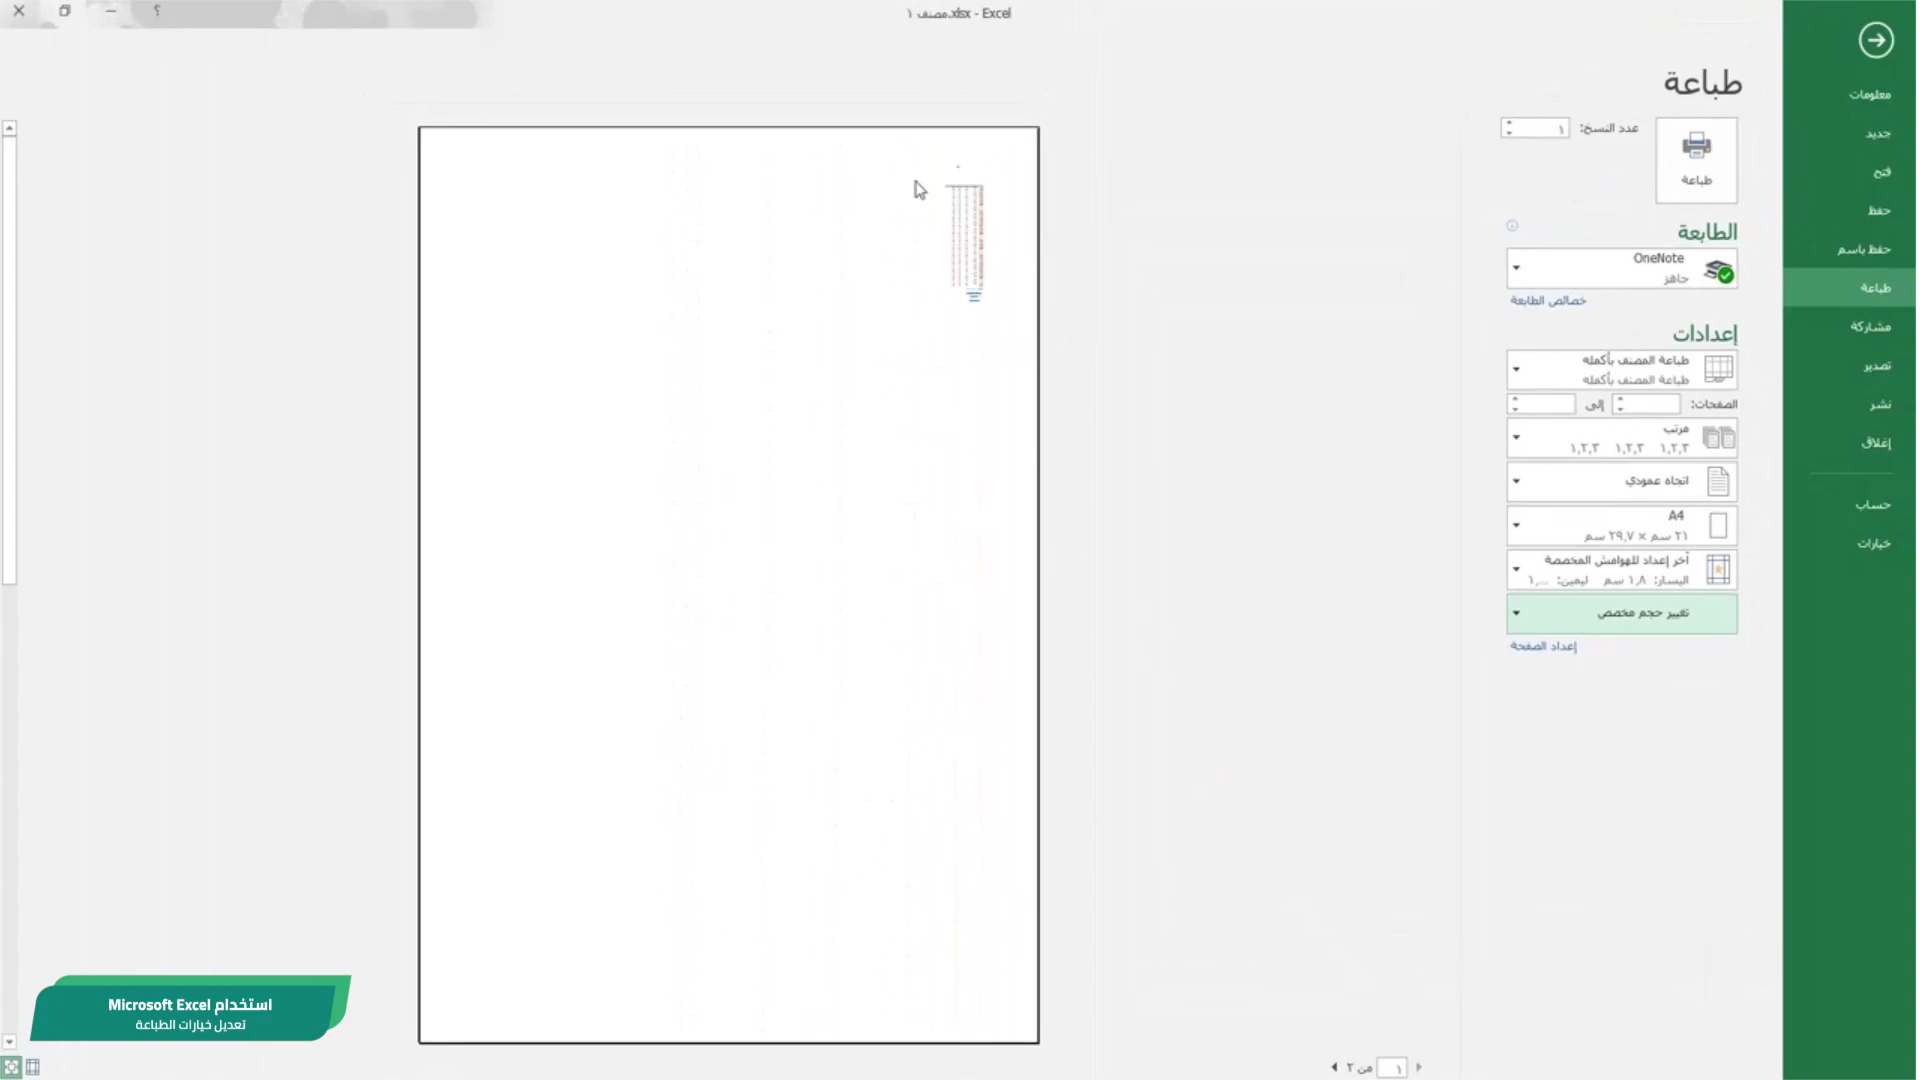 مصنف ١.xlsx - Excel
؟
معلومات
جديد
فتح
حفظ
حفظ باسم
طباعة
مشاركة
تصدير
نشر
إغلاق
حساب
خيارات
طباعة
طباعة
عدد النسخ: ١
الطابعة
OneNote
جاهز
خصائص الطابعة
إعدادات
طباعة المصنف بأكمله
طباعة المصنف بأكمله
الصفحات: إلى
مرتب
١,٢,٣ ١,٢,٣ ١,٢,٣
اتجاه عمودي
A4
٢١ سم × ٢٩,٧ سم
آخر إعداد للهوامش المخصصة
اليسار: ١,٨ سم ليمين: ١,...
تغيير حجم مخصص
إعداد الصفحة
١ من ٢
استخدام Microsoft Excel
تعديل خيارات الطباعة